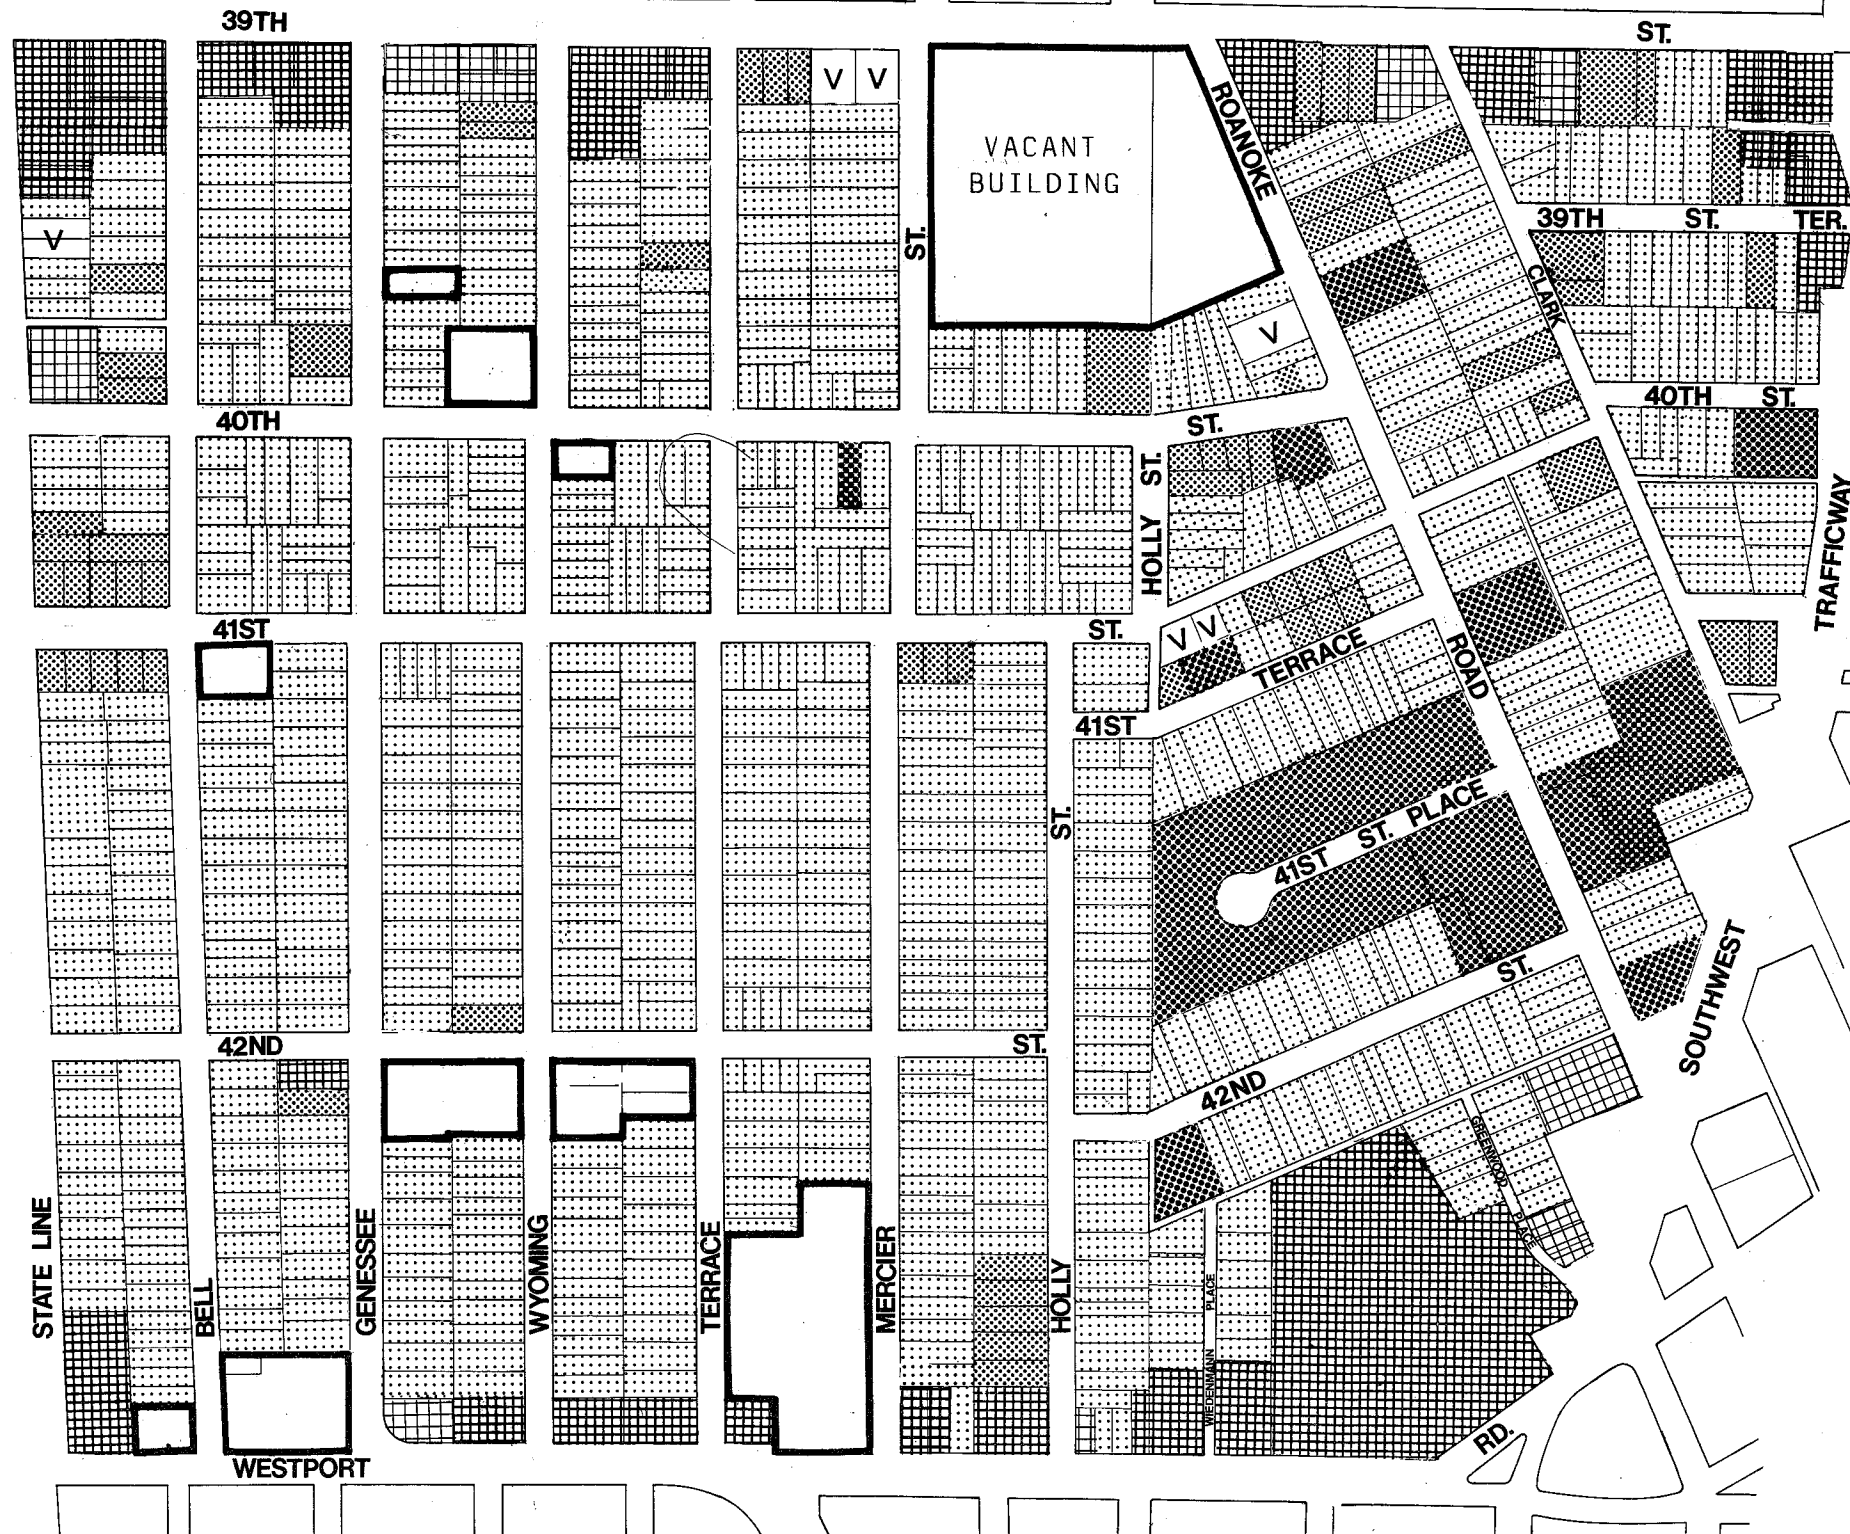 39TH
ST.
V V
ROANOKE
VACANT
BUILDING
V
ST.
39TH ST. TER.
CLARK
V
40TH
ST.
40TH ST.
HOLLY ST.
TRAFFICWAY
41ST
ST.
V V
TERRACE
ROAD
41ST
ST.
41ST ST. PLACE
SOUTHWEST
ST.
42ND
ST.
42ND
GREENWOOD PLACE
STATE LINE
BELL
GENESSEE
WYOMING
TERRACE
MERCIER
HOLLY
WIEDENMANN PLACE
RD.
WESTPORT